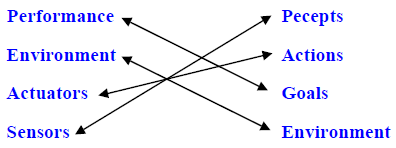 Performance Pecepts
Environment Actions
Actuators Goals
Sensors Environment